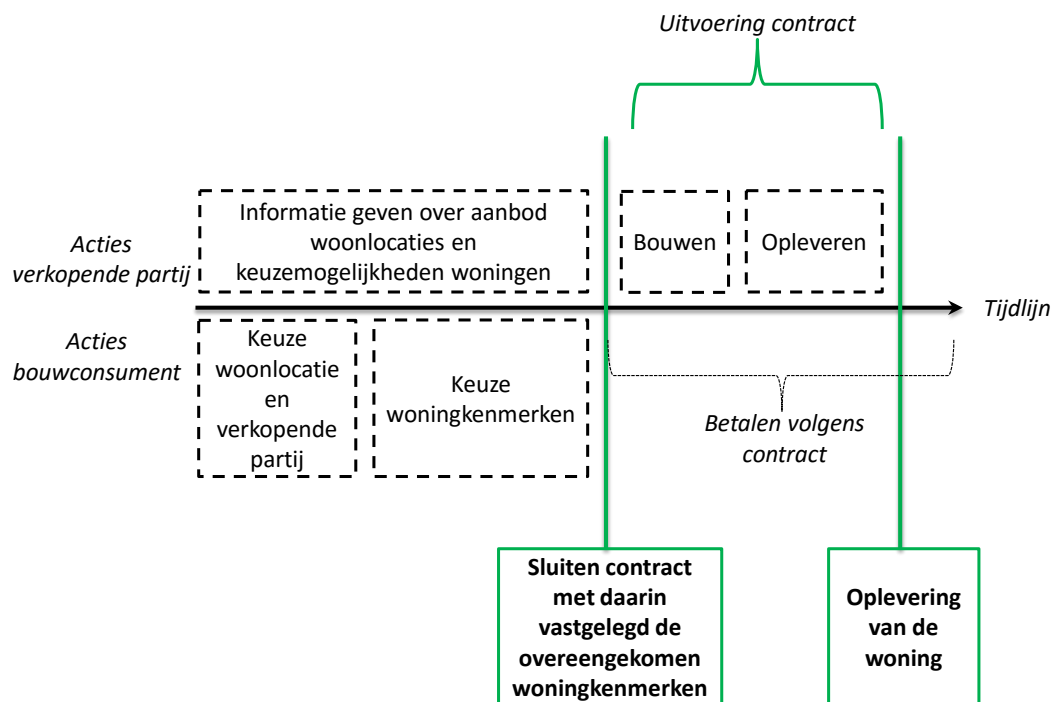 Uitvoering contract
Acties
verkopende partij
Informatie geven over aanbod
woonlocaties en
keuzemogelijkheden woningen
Bouwen
Opleveren
Tijdlijn
Acties
bouwconsument
Keuze
woonlocatie
en
verkopende
partij
Keuze
woningkenmerken
Betalen volgens
contract
Sluiten contract
met daarin
vastgelegd de
overeengekomen
woningkenmerken
Oplevering
van de
woning